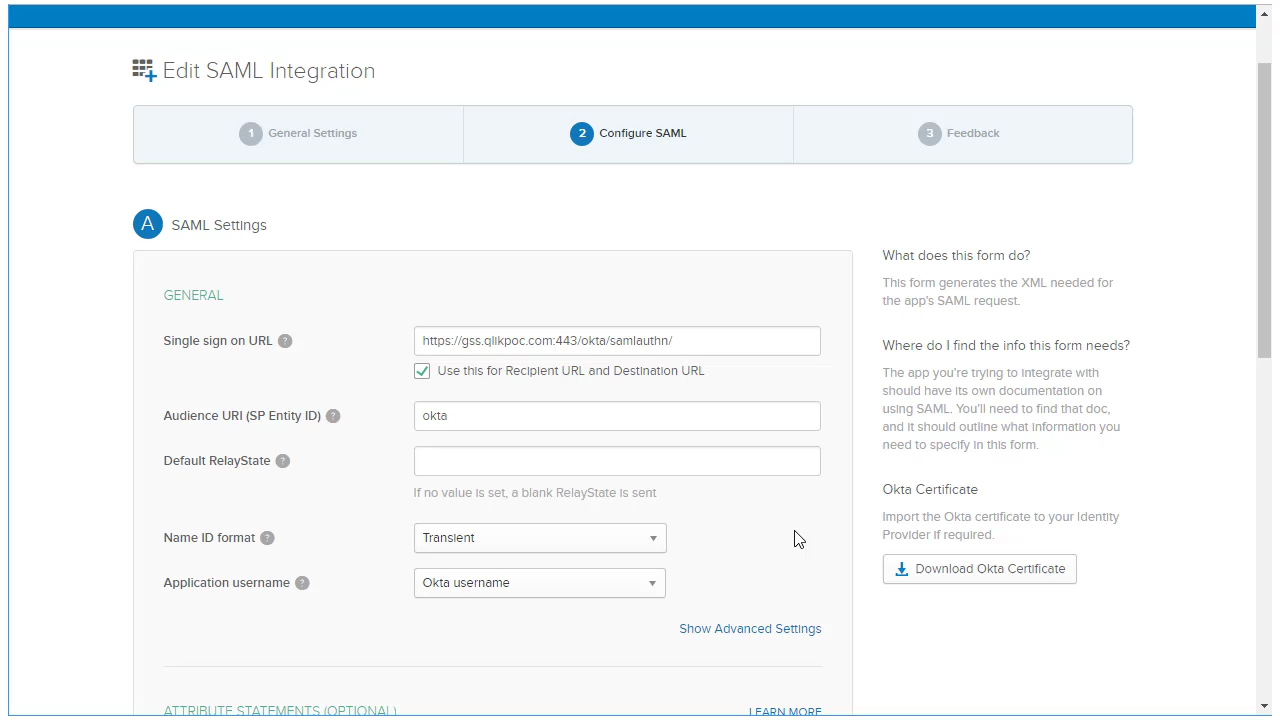 Edit SAML Integration
1 General Settings
2 Configure SAML
3 Feedback
A SAML Settings
GENERAL
Single sign on URL ?
https://gss.qlikpoc.com:443/okta/samlauthn/
Use this for Recipient URL and Destination URL
Audience URI (SP Entity ID) ?
okta
Default RelayState ?
If no value is set, a blank RelayState is sent
Name ID format ?
Transient
Application username ?
Okta username
Show Advanced Settings
ATTRIBUTE STATEMENTS (OPTIONAL)
LEARN MORE
What does this form do?
This form generates the XML needed for
the app's SAML request.
Where do I find the info this form needs?
The app you're trying to integrate with
should have its own documentation on
using SAML. You'll need to find that doc,
and it should outline what information you
need to specify in this form.
Okta Certificate
Import the Okta certificate to your Identity
Provider if required.
Download Okta Certificate